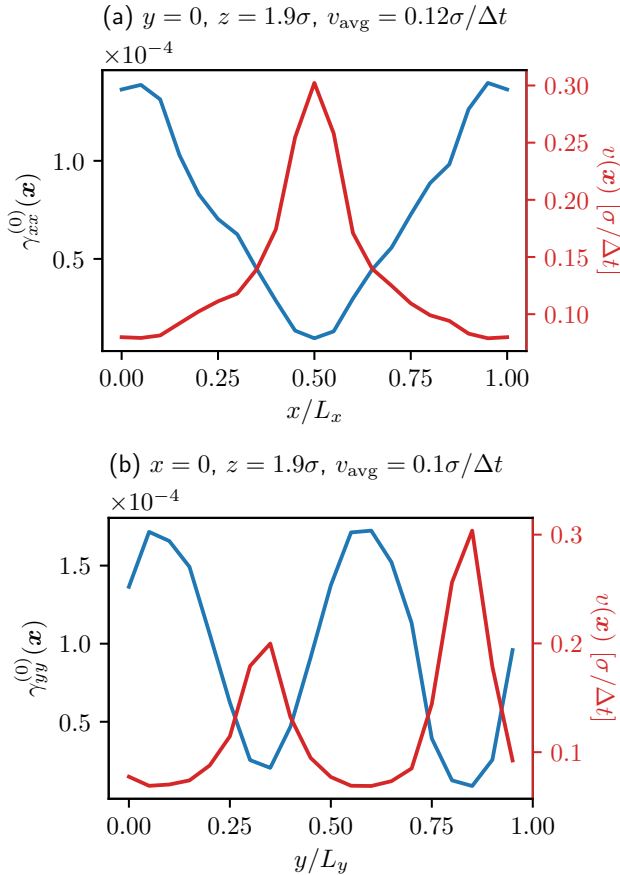 (a) y = 0, z = 1.9σ, v_avg = 0.12σ/Δt
×10⁻⁴
1.0
0.5
γ_xx^(0)(𝒙)
0.30
0.25
0.20
0.15
0.10
v(𝒙) [σ/Δt]
0.00 0.25 0.50 0.75 1.00
x/L_x
(b) x = 0, z = 1.9σ, v_avg = 0.1σ/Δt
×10⁻⁴
1.5
1.0
0.5
γ_yy^(0)(𝒙)
0.3
0.2
0.1
v(𝒙) [σ/Δt]
0.00 0.25 0.50 0.75 1.00
y/L_y